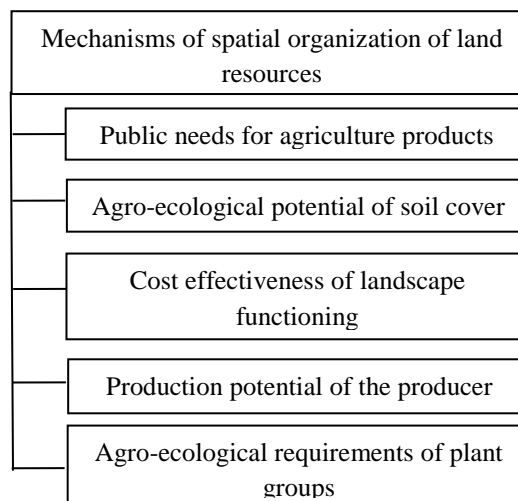 Mechanisms of spatial organization of land
resources
Public needs for agriculture products
Agro-ecological potential of soil cover
Cost effectiveness of landscape
functioning
Production potential of the producer
Agro-ecological requirements of plant
groups